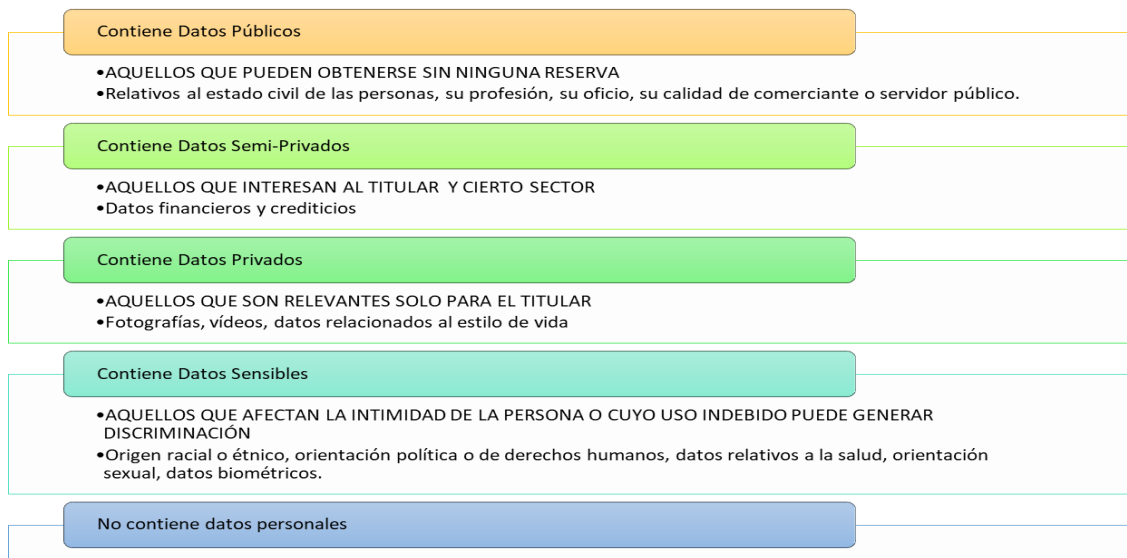 Contiene Datos Públicos
•AQUELLOS QUE PUEDEN OBTENERSE SIN NINGUNA RESERVA
•Relativos al estado civil de las personas, su profesión, su oficio, su calidad de comerciante o servidor público.
Contiene Datos Semi-Privados
•AQUELLOS QUE INTERESAN AL TITULAR Y CIERTO SECTOR
•Datos financieros y crediticios
Contiene Datos Privados
•AQUELLOS QUE SON RELEVANTES SOLO PARA EL TITULAR
•Fotografías, vídeos, datos relacionados al estilo de vida
Contiene Datos Sensibles
•AQUELLOS QUE AFECTAN LA INTIMIDAD DE LA PERSONA O CUYO USO INDEBIDO PUEDE GENERAR
DISCRIMINACIÓN
•Origen racial o étnico, orientación política o de derechos humanos, datos relativos a la salud, orientación
sexual, datos biométricos.
No contiene datos personales